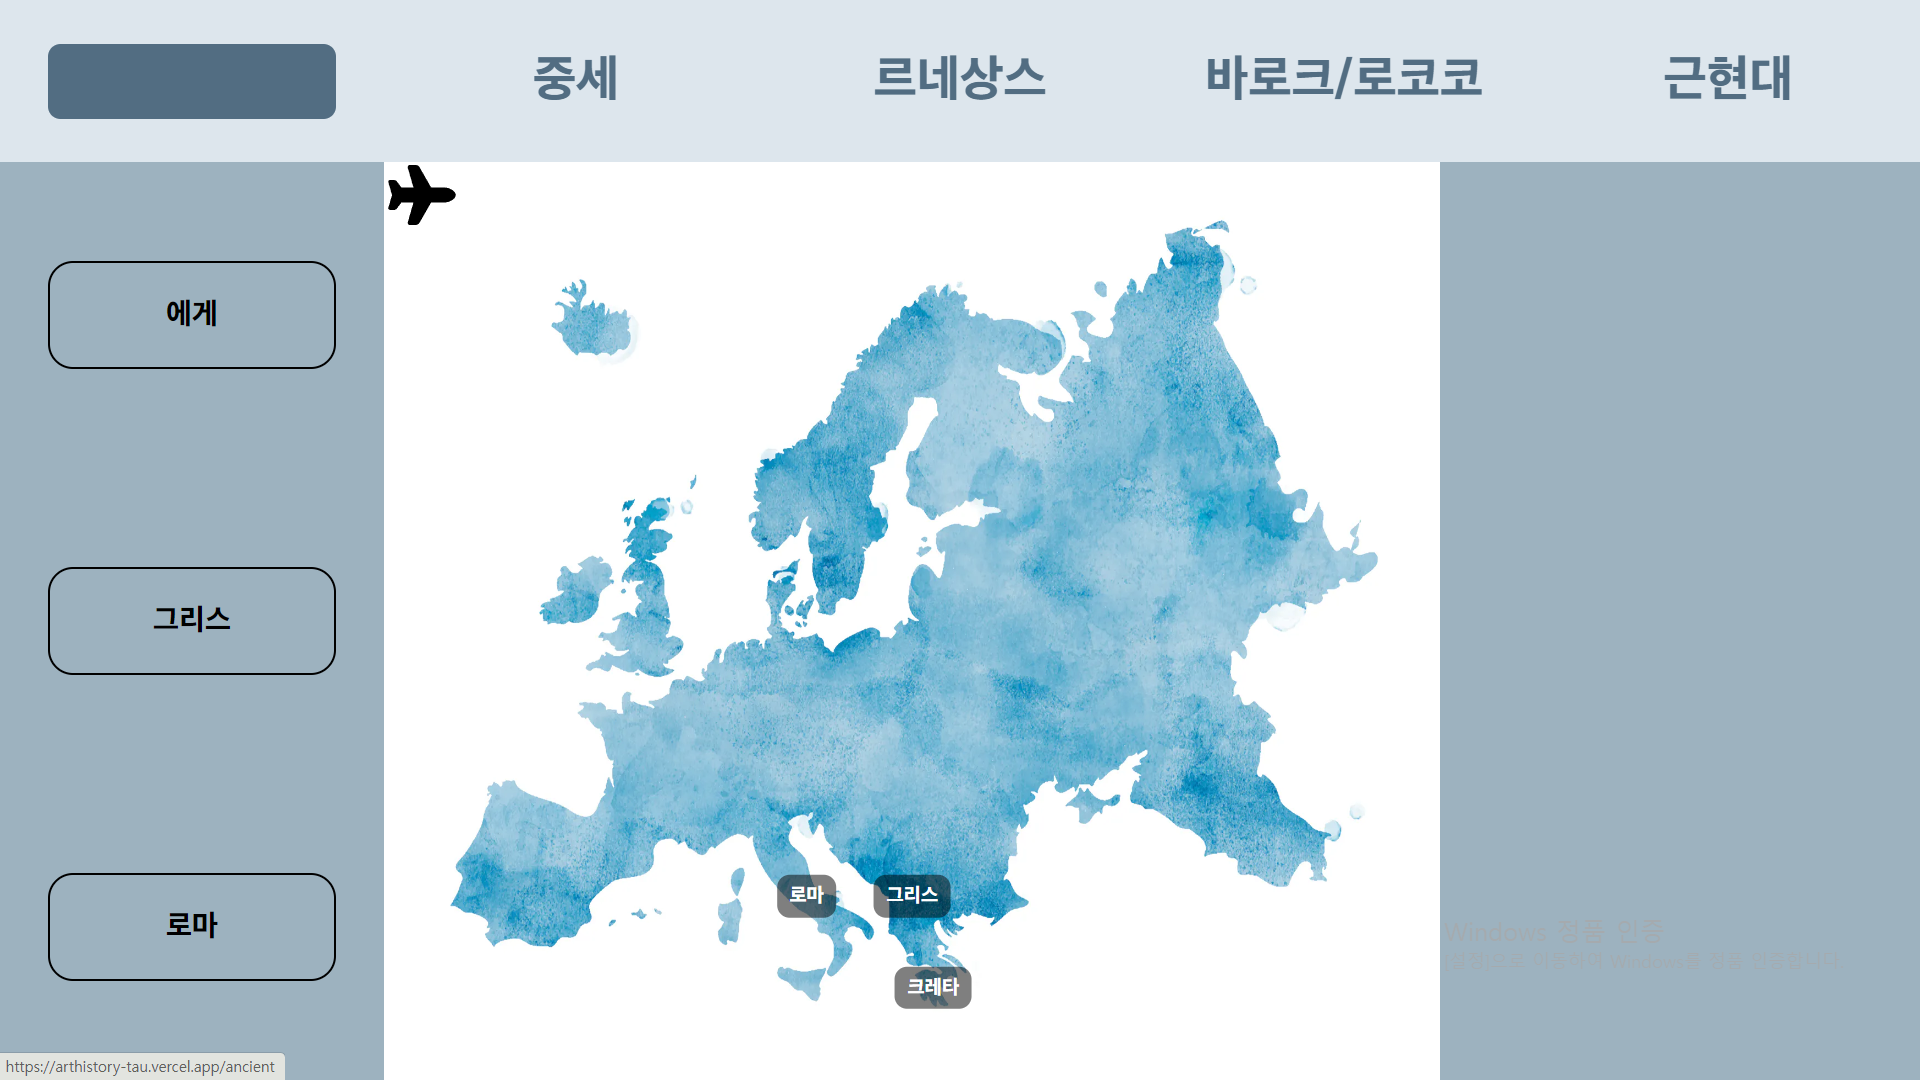 중세
르네상스
바로크/로코코
근현대
에게
그리스
로마
로마
그리스
크레타
Windows 정품 인증
https://arthistory-tau.vercel.app/ancient